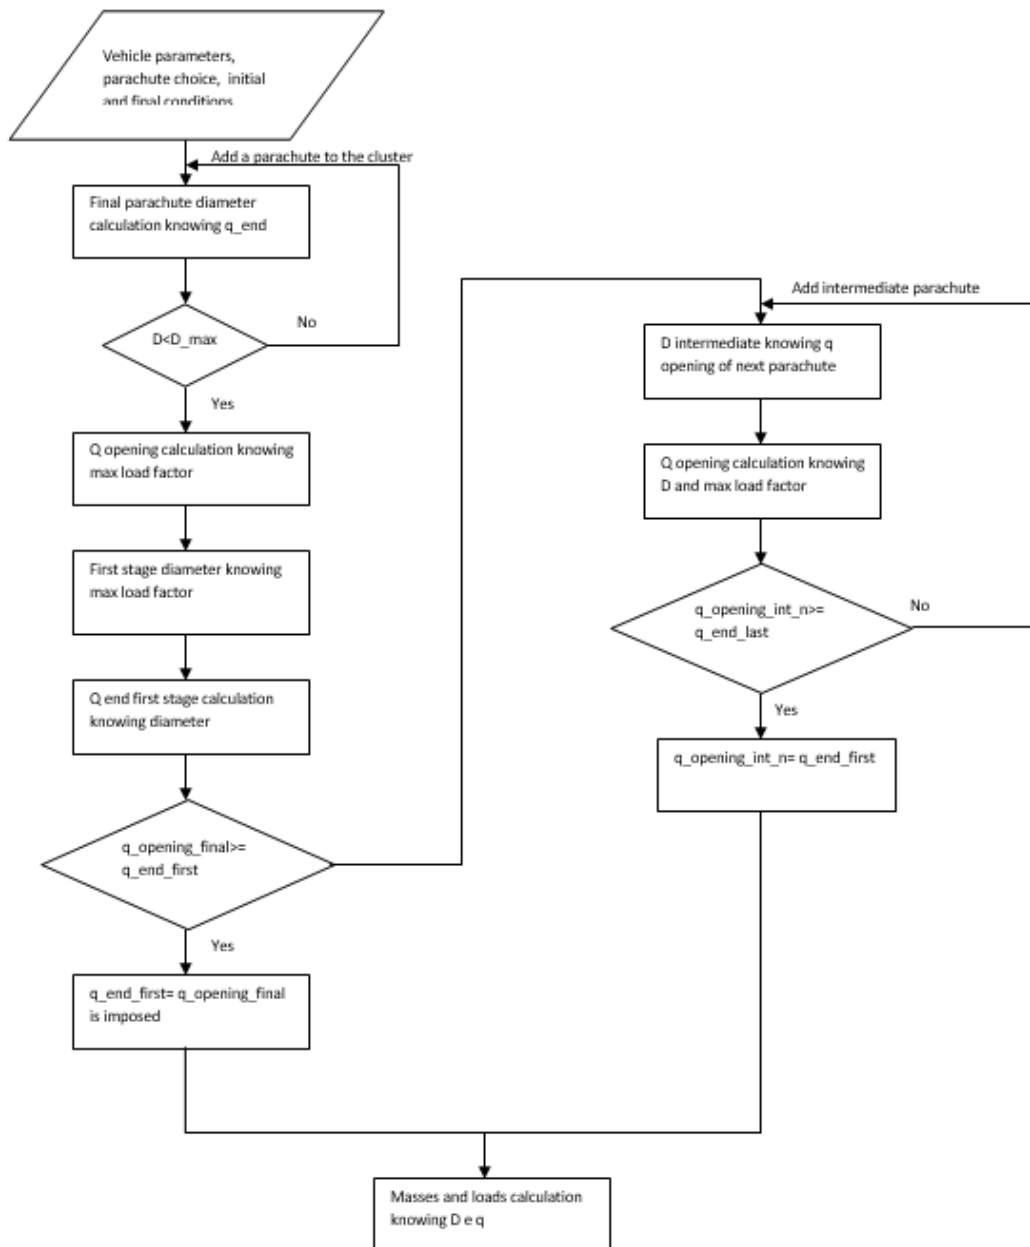 Vehicle parameters,
parachute choice,  initial
and final conditions
Add a parachute to the cluster
Final parachute diameter
calculation knowing q_end
D<D_max
No
Yes
Q opening calculation knowing
max load factor
First stage diameter knowing
max load factor
Q end first stage calculation
knowing diameter
q_opening_final>=
q_end_first
Yes
q_end_first= q_opening_final
is imposed
Add intermediate parachute
D intermediate knowing q
opening of next parachute
Q opening calculation knowing
D and max load factor
q_opening_int_n>=
q_end_last
No
Yes
q_opening_int_n= q_end_first
Masses and loads calculation
knowing D e q